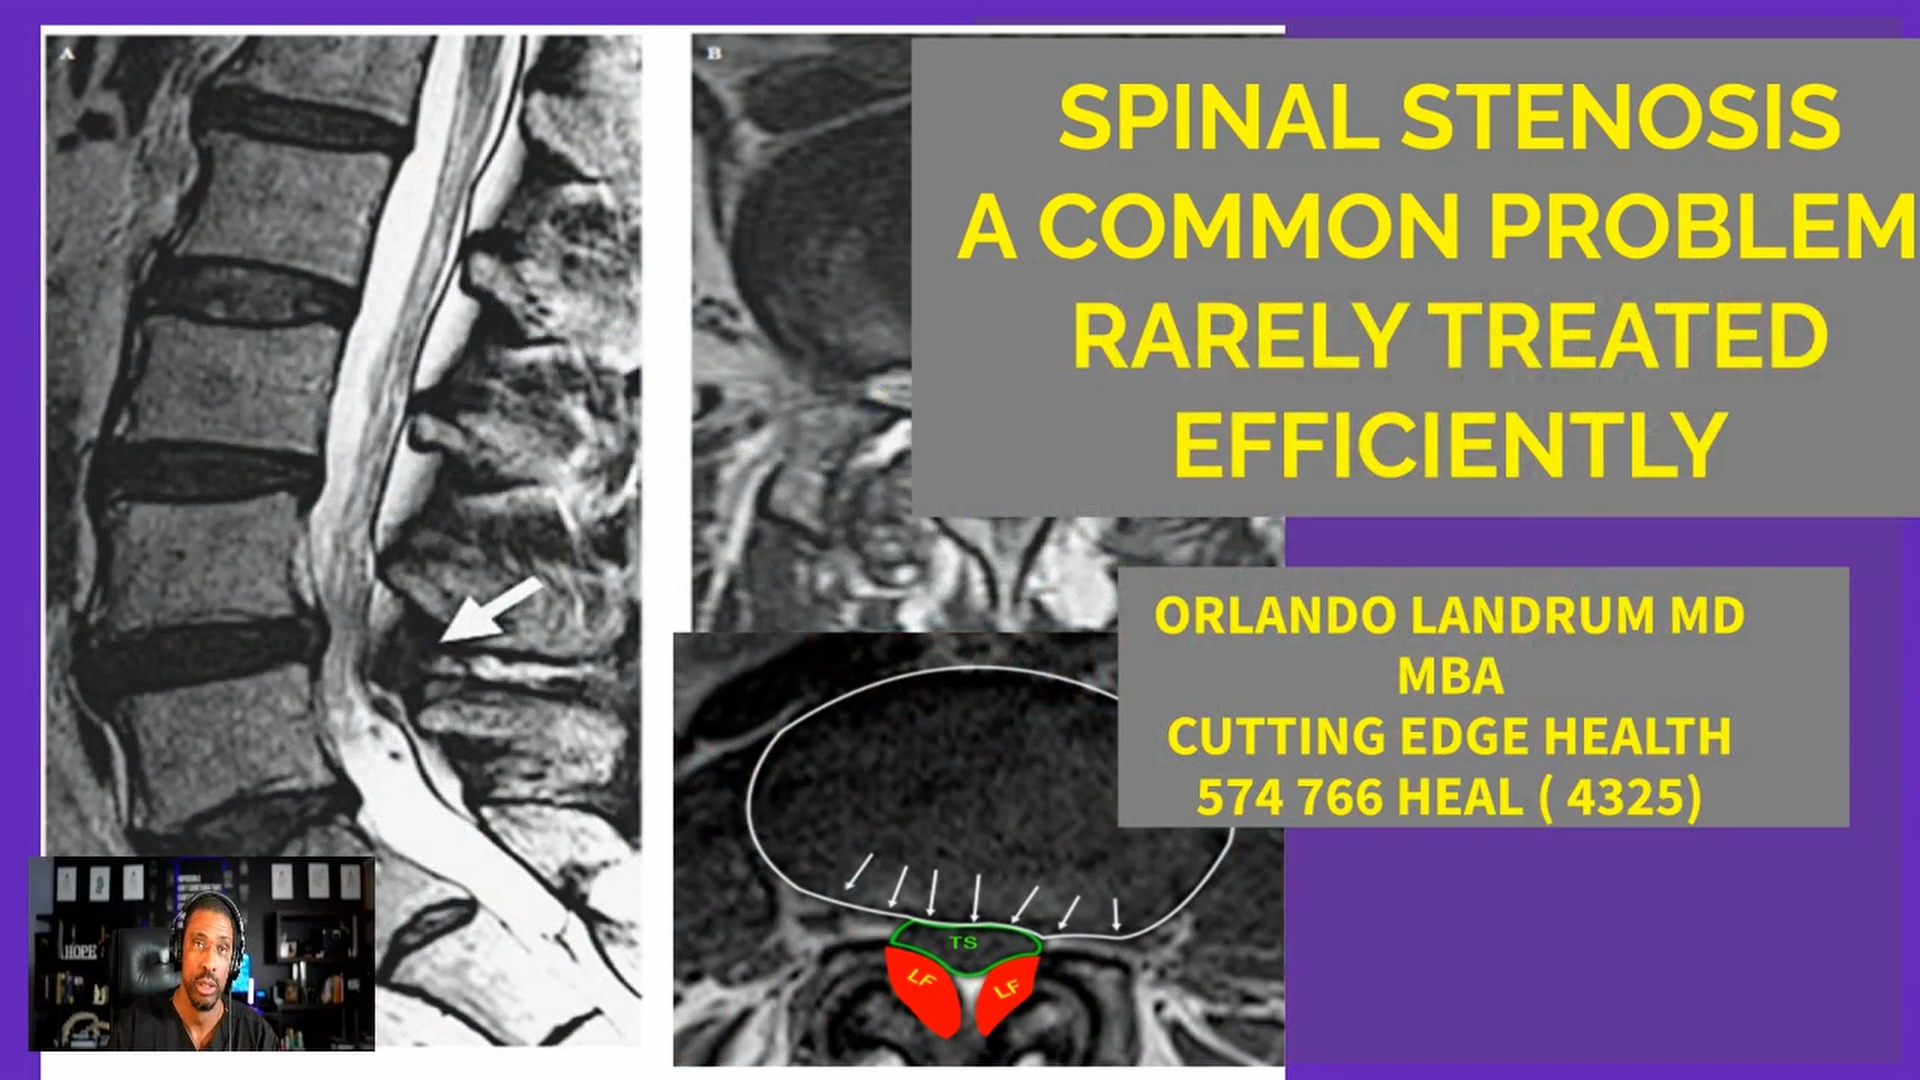 A
B
SPINAL STENOSIS
A COMMON PROBLEM
RARELY TREATED
EFFICIENTLY
ORLANDO LANDRUM MD
MBA
CUTTING EDGE HEALTH
574 766 HEAL ( 4325)
TS
LF
LF
HOPE